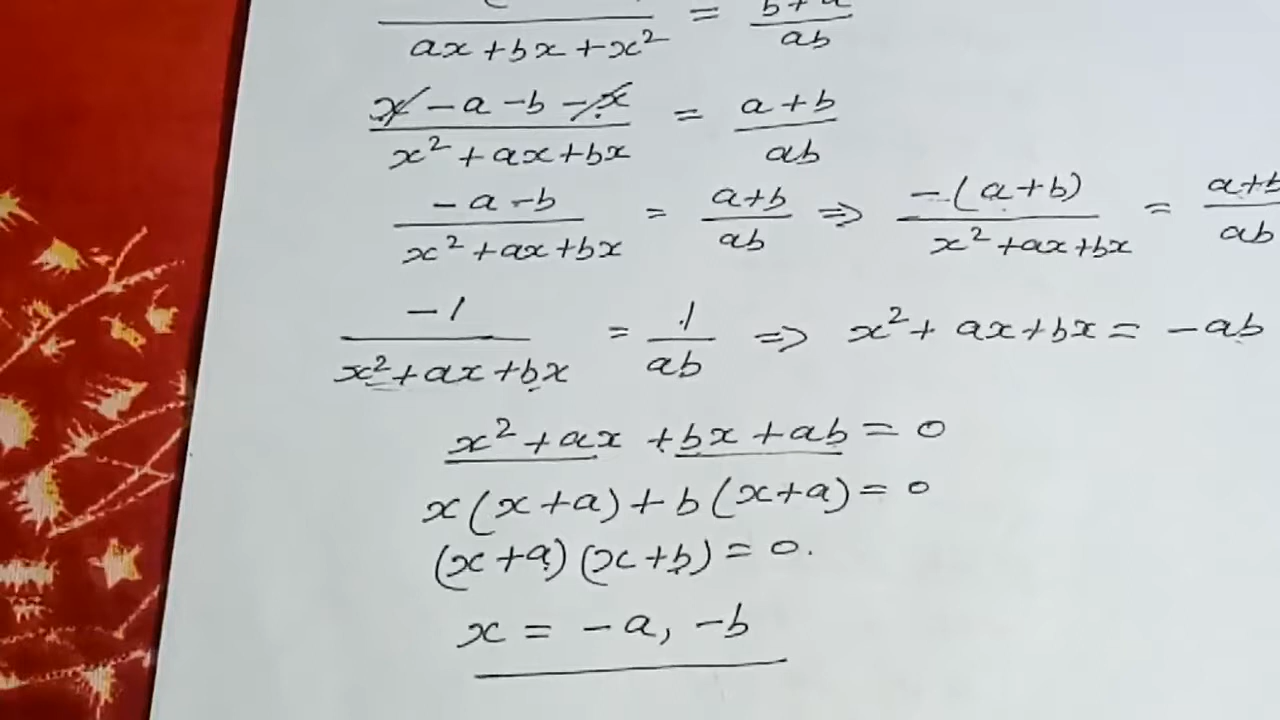 ax + bx + x² = b + a / ab
x - a - b - x / x² + ax + bx = a + b / ab
-a - b / x² + ax + bx = a + b / ab ⇒ -(a + b) / x² + ax + bx = a + b / ab
-1 / x² + ax + bx = 1 / ab ⇒ x² + ax + bx = -ab
x² + ax + bx + ab = 0
x(x + a) + b(x + a) = 0
(x + a)(x + b) = 0.
x = -a, -b